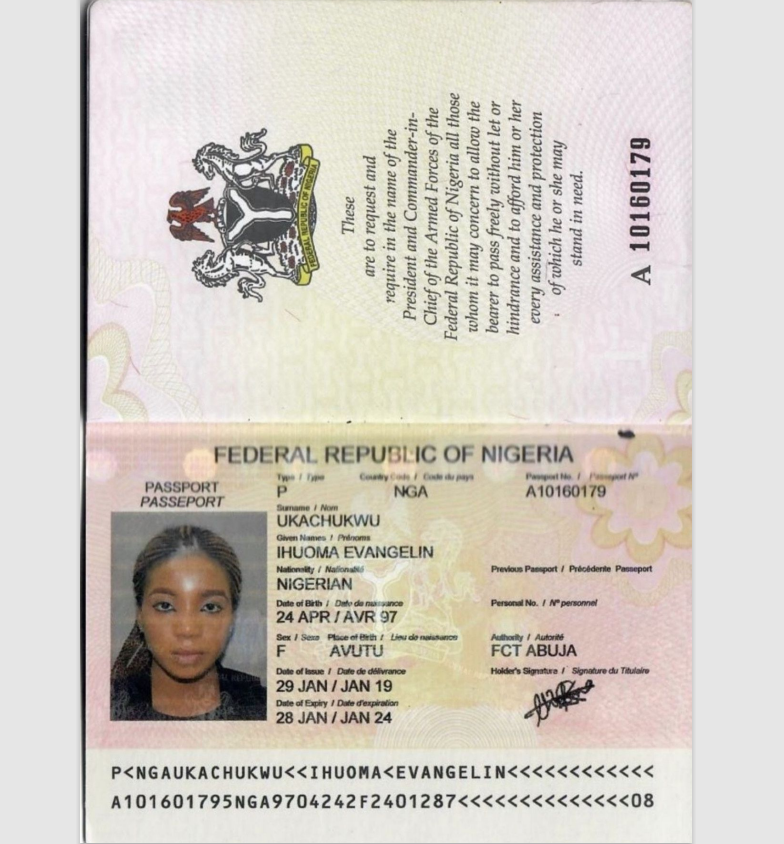 FEDERAL REPUBLIC OF NIGERIA
These
are to request and
require in the name of the
President and Commander-in-
Chief of the Armed Forces of the
Federal Republic of Nigeria all those
whom it may concern to allow the
bearer to pass freely without let or
hindrance and to afford him or her
every assistance and protection
of which he or she may
stand in need.
A 10160179
FEDERAL REPUBLIC OF NIGERIA
PASSPORT
PASSEPORT
Type / Type Country Code / Code du pays Passport No. / Passeport N°
P NGA A10160179
Surname / Nom
UKACHUKWU
Given Names / Prénoms
IHUOMA EVANGELIN
Nationality / Nationalité Previous Passport / Précédente Passeport
NIGERIAN
Date of Birth / Date de naissance Personal No. / N° personnel
24 APR / AVR 97
Sex / Sexe Place of Birth / Lieu de naissance Authority / Autorité
F AVUTU FCT ABUJA
Date of Issue / Date de délivrance Holder's Signature / Signature du Titulaire
29 JAN / JAN 19
Date of Expiry / Date d'expiration
28 JAN / JAN 24
P<NGAUKACHUKWU<<IHUOMA<EVANGELIN<<<<<<<<<<<<
A101601795NGA9704242F2401287<<<<<<<<<<<<<<08